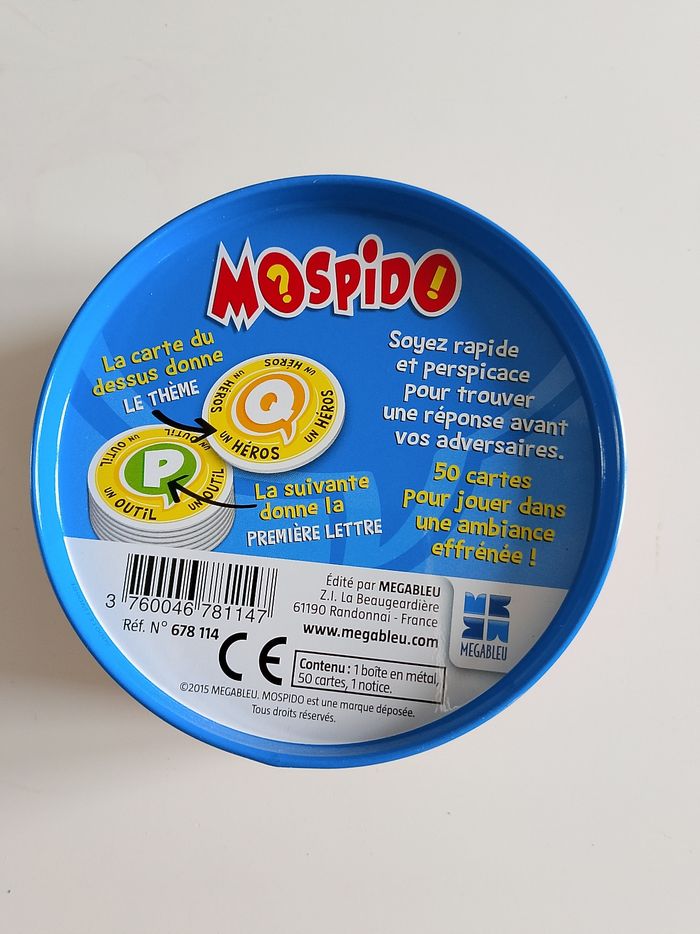 MOSPiDO!
La carte du
dessus donne
LE THÈME
UN HÉROS
UN HÉROS
UN HÉROS
UN HÉROS
Q
UN OUTiL
UN OUTiL
UN OUTiL
UN OUTiL
P
La suivante
donne la
PREMIÈRE LETTRE
Soyez rapide
et perspicace
pour trouver
une réponse avant
vos adversaires.
50 cartes
Pour jouer dans
une ambiance
effrénée !
3 760046 781147
Réf. N° 678 114
CE
Édité par MEGABLEU
Z.I. La Beaugeardière
61190 Randonnai - France
www.megableu.com
MEGABLEU
Contenu : 1 boîte en métal,
50 cartes, 1 notice.
©2015 MEGABLEU. MOSPIDO est une marque déposée.
Tous droits réservés.